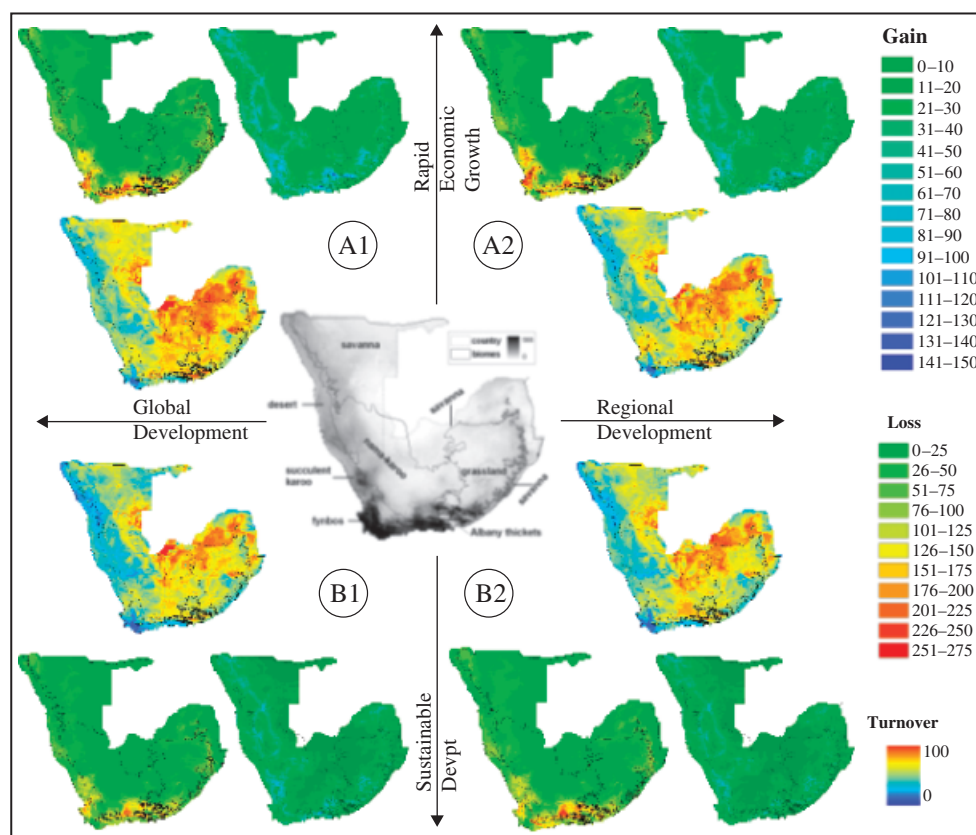 Rapid
Economic
Growth
A1
A2
Global
Development
Regional
Development
savanna
country
biomes
0
desert
savanna
nama-karoo
succulent
karoo
grassland
savanna
fynbos
Albany thickets
B1
B2
Sustainable
Devpt
Gain
0–10
11–20
21–30
31–40
41–50
51–60
61–70
71–80
81–90
91–100
101–110
111–120
121–130
131–140
141–150
Loss
0–25
26–50
51–75
76–100
101–125
126–150
151–175
176–200
201–225
226–250
251–275
Turnover
100
0